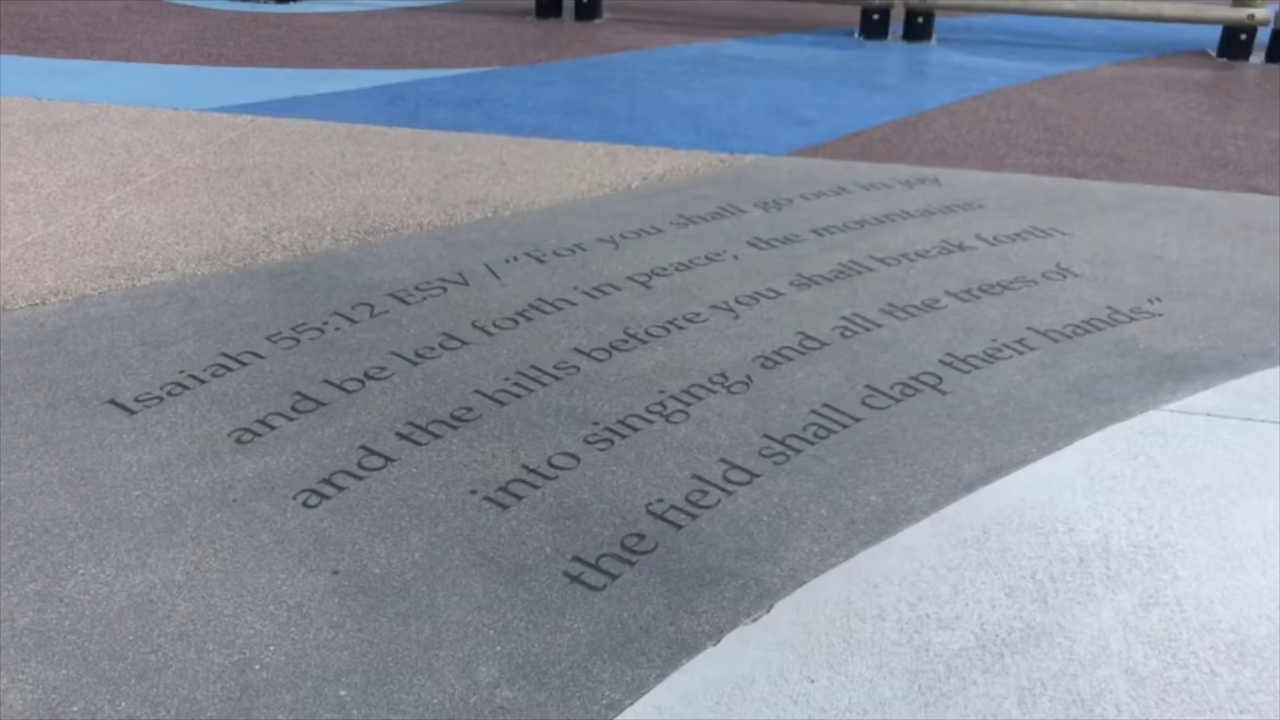 Isaiah 55:12 ESV / "For you shall go out in joy
and be led forth in peace; the mountains
and the hills before you shall break forth
into singing, and all the trees of
the field shall clap their hands."